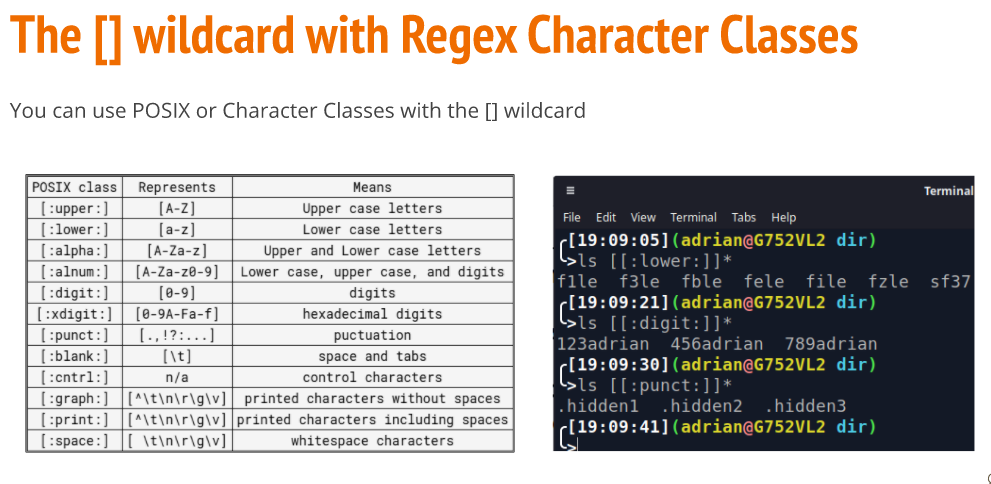 The [] wildcard with Regex Character Classes
You can use POSIX or Character Classes with the [] wildcard
POSIX class Represents Means
[:upper:] [A-Z] Upper case letters
[:lower:] [a-z] Lower case letters
[:alpha:] [A-Za-z] Upper and Lower case letters
[:alnum:] [A-Za-z0-9] Lower case, upper case, and digits
[:digit:] [0-9] digits
[:xdigit:] [0-9A-Fa-f] hexadecimal digits
[:punct:] [.,!?:...] puctuation
[:blank:] [\t] space and tabs
[:cntrl:] n/a control characters
[:graph:] [^\t\n\r\g\v] printed characters without spaces
[:print:] [^\t\n\r\g\v] printed characters including spaces
[:space:] [ \t\n\r\g\v] whitespace characters
Terminal
File Edit View Terminal Tabs Help
[19:09:05](adrian@G752VL2 dir)
>ls [[:lower:]]*
f1le f3le fble fele file fzle sf37
[19:09:21](adrian@G752VL2 dir)
>ls [[:digit:]]*
123adrian 456adrian 789adrian
[19:09:30](adrian@G752VL2 dir)
>ls [[:punct:]]*
.hidden1 .hidden2 .hidden3
[19:09:41](adrian@G752VL2 dir)
>